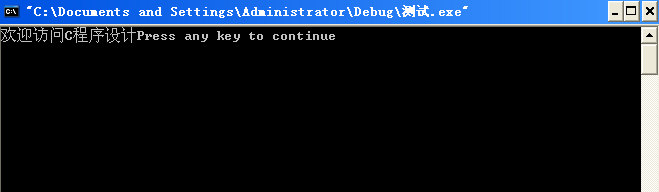 "C:\Documents and Settings\Administrator\Debug\测试.exe"
欢迎访问C程序设计Press any key to continue